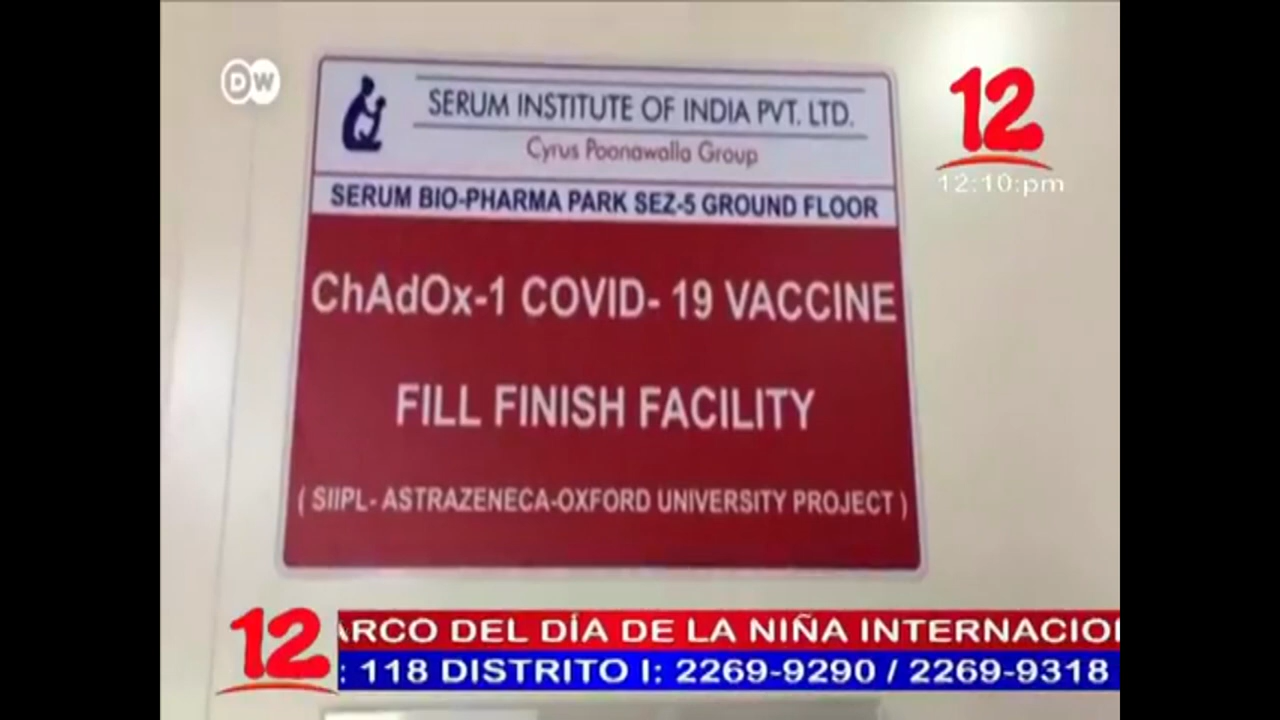 DW
12
12:10:pm
SERUM INSTITUTE OF INDIA PVT. LTD.
Cyrus Poonawalla Group
SERUM BIO-PHARMA PARK SEZ-5 GROUND FLOOR
ChAdOx-1 COVID- 19 VACCINE
FILL FINISH FACILITY
( SIIPL- ASTRAZENECA-OXFORD UNIVERSITY PROJECT )
12
ARCO DEL DÍA DE LA NIÑA INTERNACIO
: 118 DISTRITO I: 2269-9290 / 2269-9318